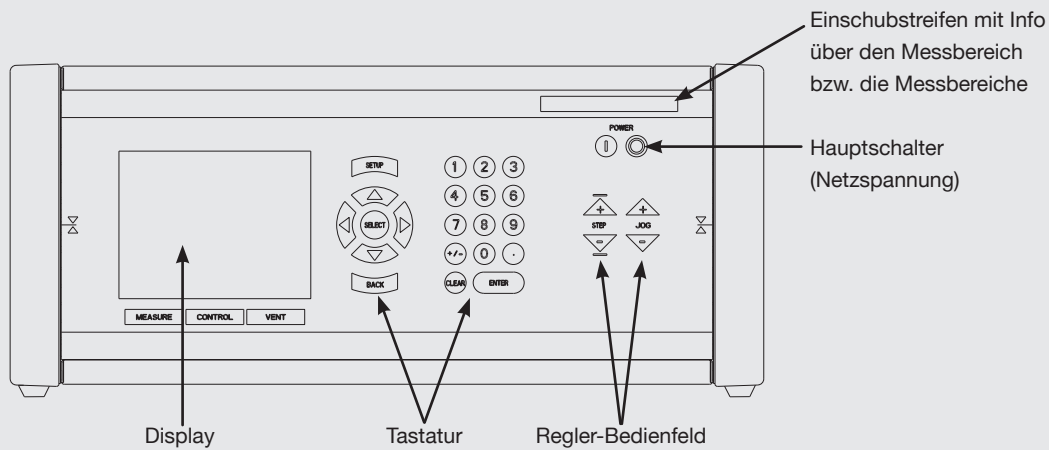 Einschubstreifen mit Info
über den Messbereich
bzw. die Messbereiche
POWER
Hauptschalter
(Netzspannung)
SETUP
1 2 3
4 5 6
SELECT
STEP JOG
7 8 9
+/- 0 .
BACK
CLEAR ENTER
MEASURE CONTROL VENT
Display Tastatur Regler-Bedienfeld